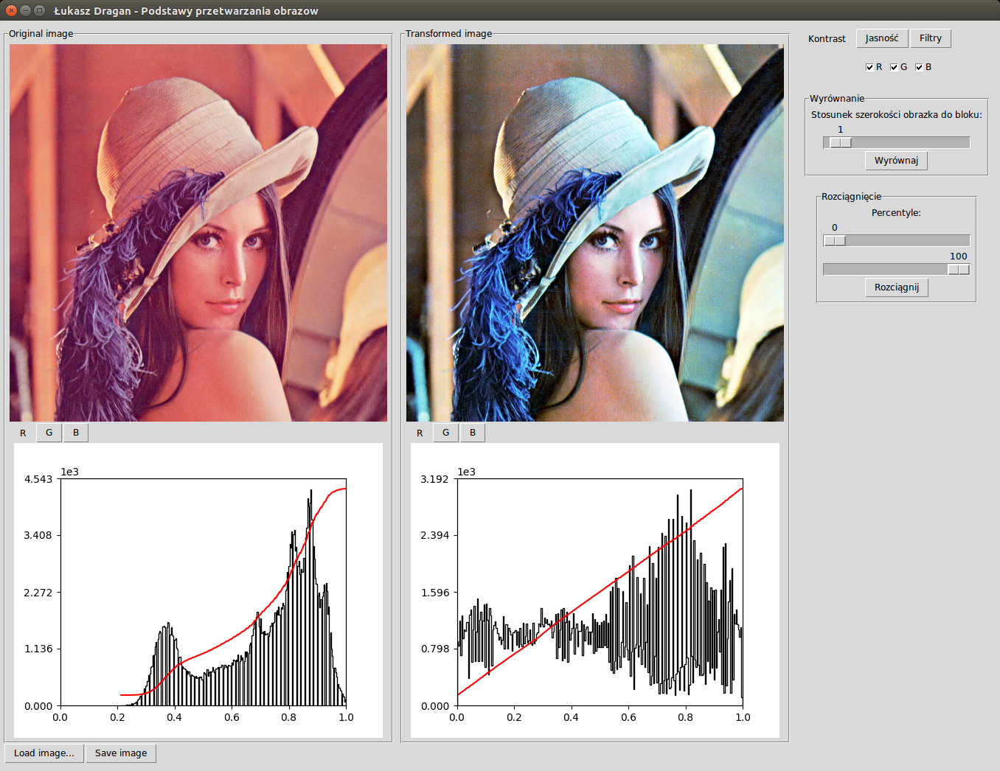 Łukasz Dragan - Podstawy przetwarzania obrazow
Original image
Transformed image
Kontrast Jasność Filtry
R G B
Wyrównanie
Stosunek szerokości obrazka do bloku:
1
Wyrównaj
Rozciągnięcie
Percentyle:
0
100
Rozciągnij
R G B
1e3
4.543
3.408
2.272
1.136
0.000
0.0 0.2 0.4 0.6 0.8 1.0
R G B
1e3
3.192
2.394
1.596
0.798
0.000
0.0 0.2 0.4 0.6 0.8 1.0
Load image... Save image